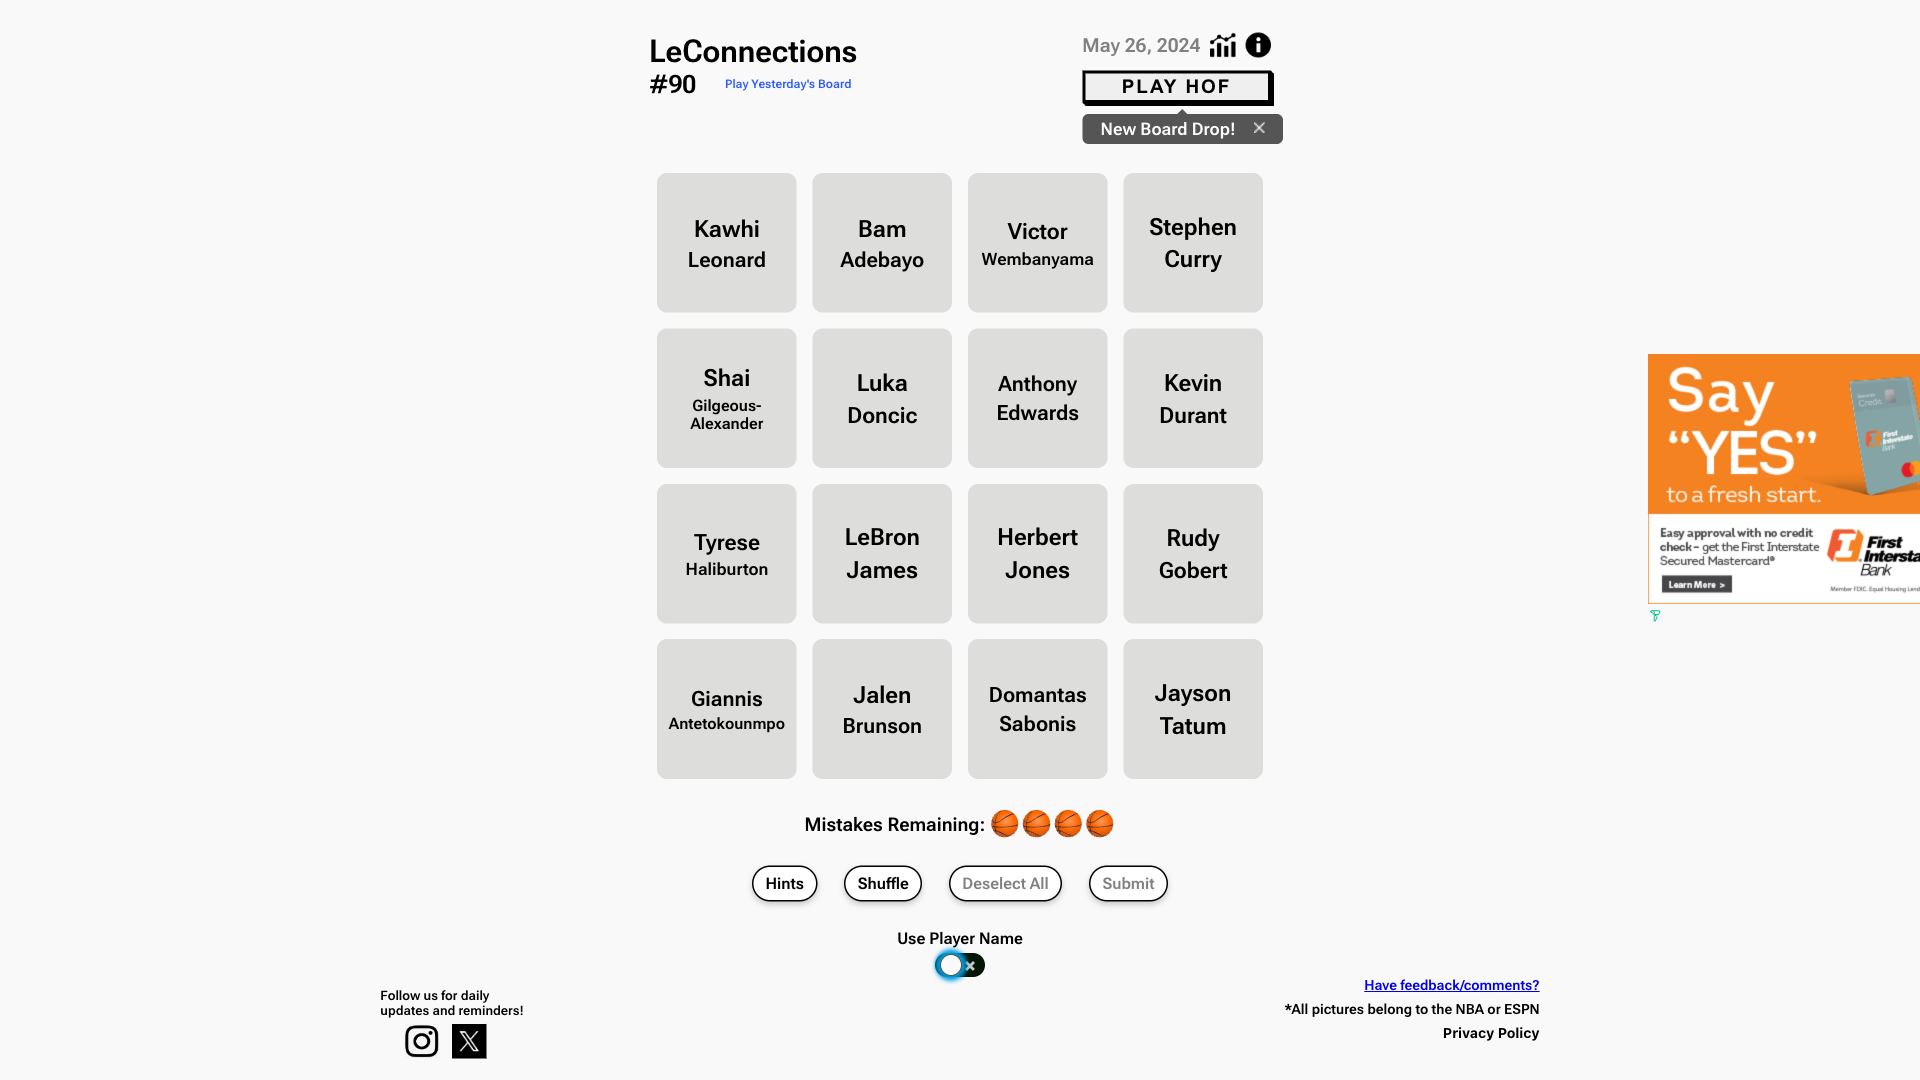 LeConnections
#90
Play Yesterday's Board
May 26, 2024
PLAY HOF
New Board Drop!
Kawhi
Leonard
Bam
Adebayo
Victor
Wembanyama
Stephen
Curry
Shai
Gilgeous-
Alexander
Luka
Doncic
Anthony
Edwards
Kevin
Durant
Tyrese
Haliburton
LeBron
James
Herbert
Jones
Rudy
Gobert
Giannis
Antetokounmpo
Jalen
Brunson
Domantas
Sabonis
Jayson
Tatum
Mistakes Remaining:
Hints
Shuffle
Deselect All
Submit
Use Player Name
Follow us for daily
updates and reminders!
Have feedback/comments?
*All pictures belong to the NBA or ESPN
Privacy Policy
Say
“YES”
to a fresh start.
Easy approval with no credit
check – get the First Interstate
Secured Mastercard®
Learn More >
First
Bank
Member FDIC. Equal Housing
Credit
First
Interstate
Bank